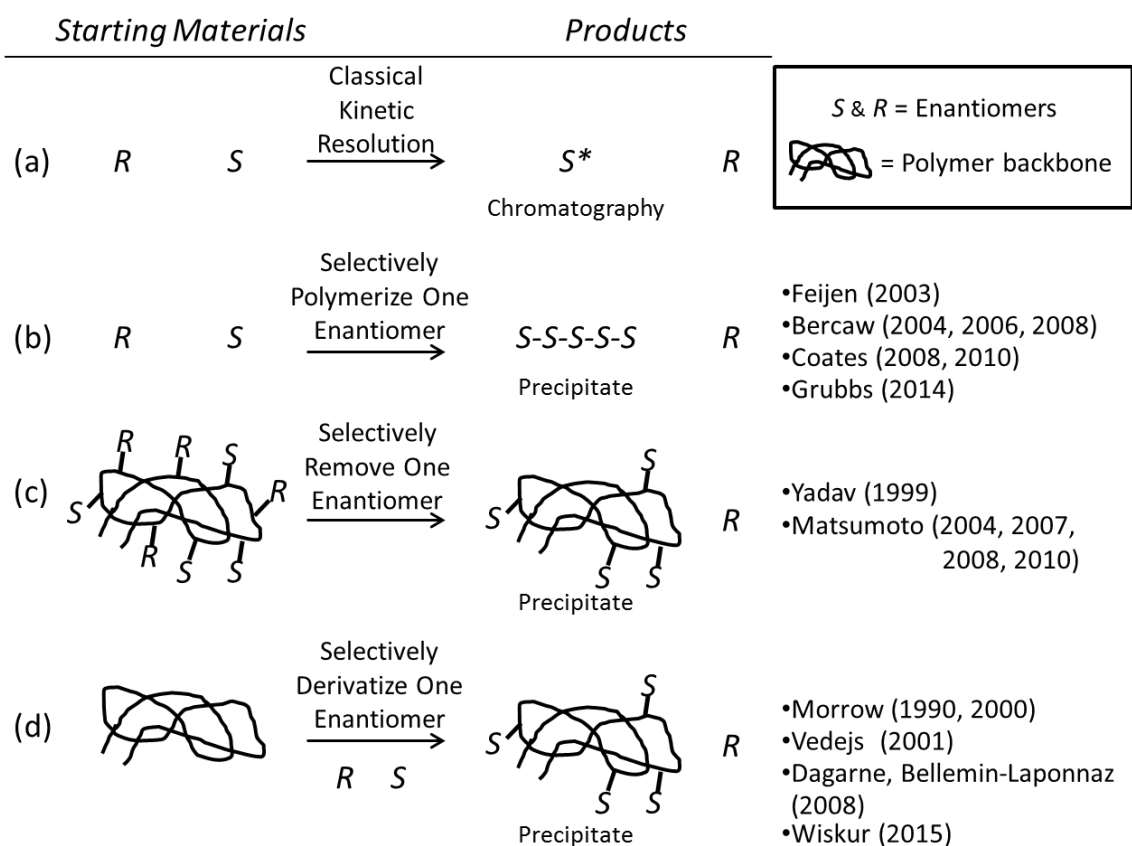 Starting Materials
Products
Classical
Kinetic
Resolution
(a)
R
S
S*
R
Chromatography
S & R = Enantiomers
= Polymer backbone
Selectively
Polymerize One
Enantiomer
(b)
R
S
S-S-S-S-S
R
Precipitate
•Feijen (2003)
•Bercaw (2004, 2006, 2008)
•Coates (2008, 2010)
•Grubbs (2014)
(c)
R
R
S
R
S
R
S
S
Selectively
Remove One
Enantiomer
S
S
S
S
R
Precipitate
•Yadav (1999)
•Matsumoto (2004, 2007,
2008, 2010)
(d)
Selectively
Derivatize One
Enantiomer
R S
S
S
S
S
R
Precipitate
•Morrow (1990, 2000)
•Vedejs (2001)
•Dagarne, Bellemin-Laponnaz
(2008)
•Wiskur (2015)